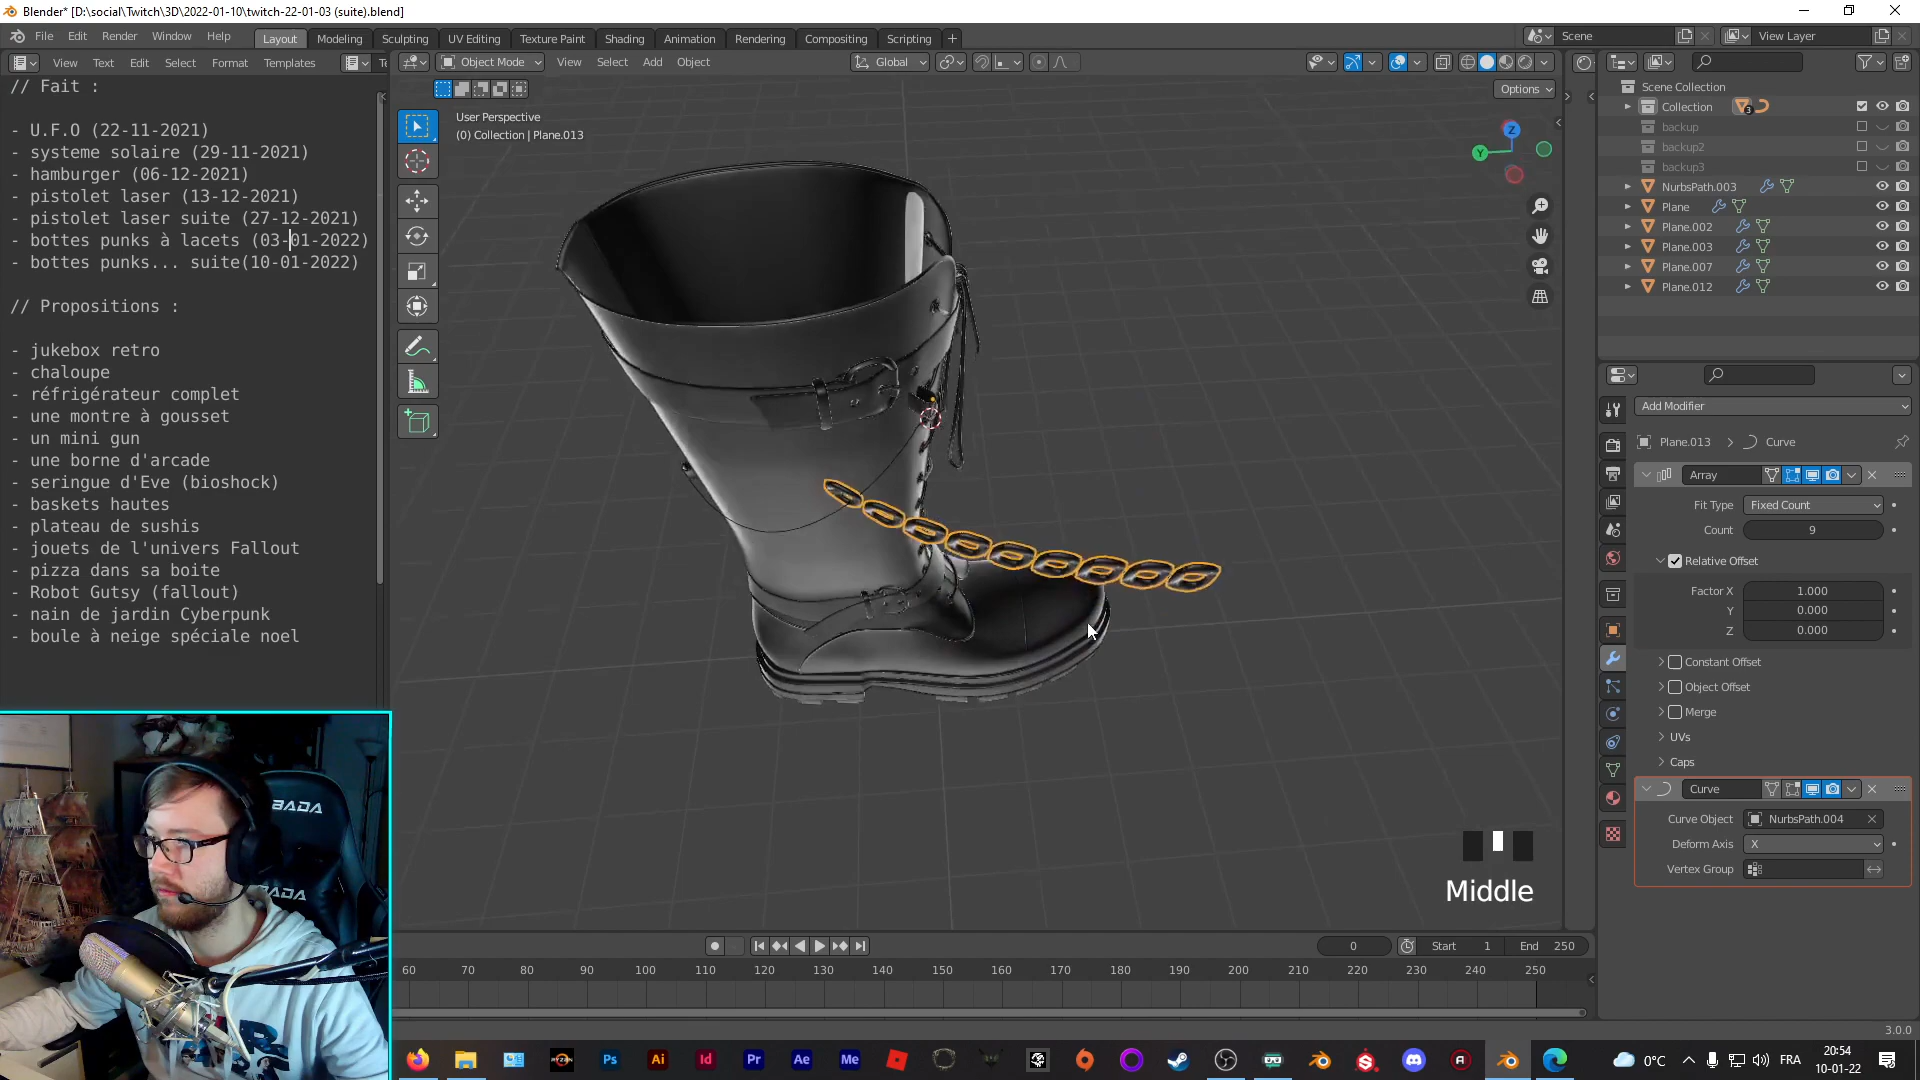 Blender* [D:\social\Twitch\3D\2022-01-10\twitch-22-01-03 (suite).blend]
File Edit Render Window Help
Layout Modeling Sculpting UV Editing Texture Paint Shading Animation Rendering Compositing Scripting +
Scene View Layer
View Text Edit Select Format Templates Te
Object Mode View Select Add Object Global
Options
// Fait :
- U.F.O (22-11-2021)
- systeme solaire (29-11-2021)
- hamburger (06-12-2021)
- pistolet laser (13-12-2021)
- pistolet laser suite (27-12-2021)
- bottes punks à lacets (03-01-2022)
- bottes punks... suite(10-01-2022)
// Propositions :
- jukebox retro
- chaloupe
- réfrigérateur complet
- une montre à gousset
- un mini gun
- une borne d'arcade
- seringue d'Eve (bioshock)
- baskets hautes
- plateau de sushis
- jouets de l'univers Fallout
- pizza dans sa boite
- Robot Gutsy (fallout)
- nain de jardin Cyberpunk
- boule à neige spéciale noel
User Perspective
(0) Collection | Plane.013
Z
Y
Scene Collection
Collection 3
backup
backup2
backup3
NurbsPath.003
Plane
Plane.002
Plane.003
Plane.007
Plane.012
Add Modifier
Plane.013 Curve
Array
Fit Type Fixed Count
Count 9
Relative Offset
Factor X 1.000
Y 0.000
Z 0.000
Constant Offset
Object Offset
Merge
UVs
Caps
Curve
Curve Object NurbsPath.004
Deform Axis X
Vertex Group
Middle
0 Start 1 End 250
60 70 80 90 100 110 120 130 140 150 160 170 180 190 200 210 220 230 240 250
3.0.0
BADA
Ps Ai Id Pr Ae Me
RYZEN
0°C FRA
20:54
10-01-22